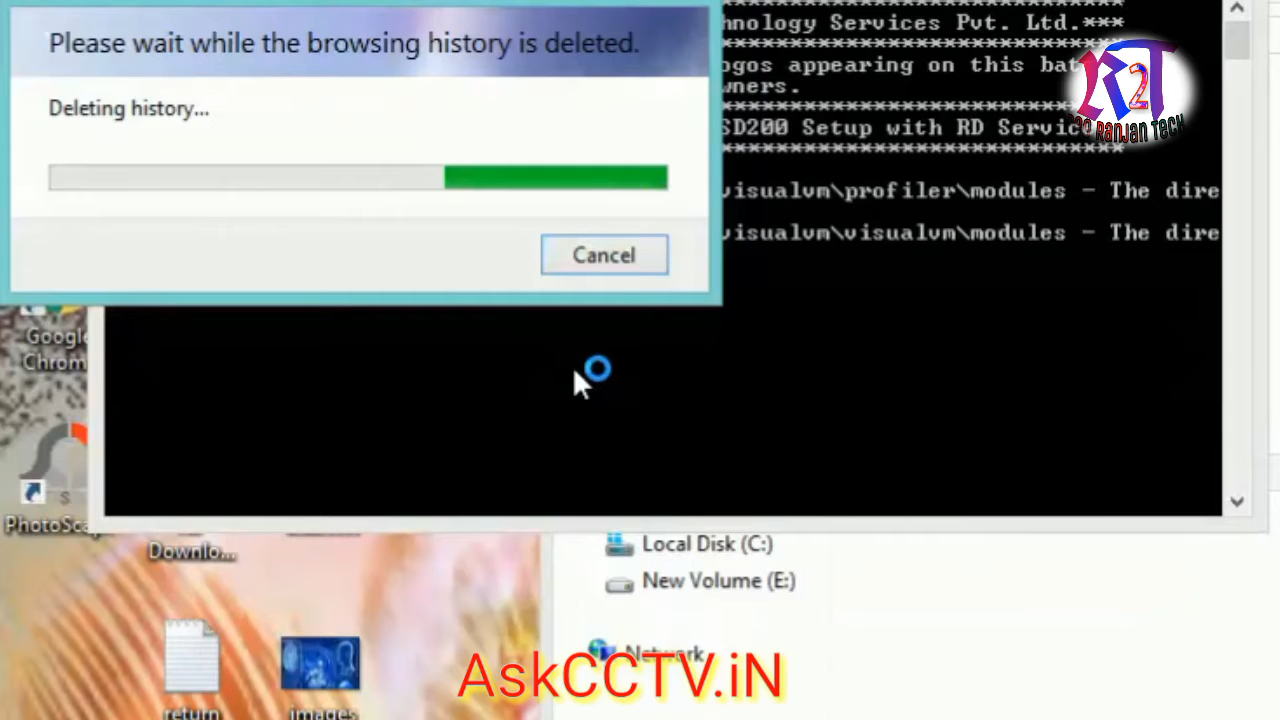 Please wait while the browsing history is deleted.
Deleting history...
Cancel
hnology Services Pvt. Ltd.***
ogos appearing on this bat
wners.
SD200 Setup with RD Servic
R2T
RANJAN TECK
visualvm\profiler\modules - The dire
visualvm\visualvm\modules - The dire
Google
Chrom
S
PhotoSca
Downlo...
Local Disk (C:)
New Volume (E:)
Network
AskCCTV.iN
return
images